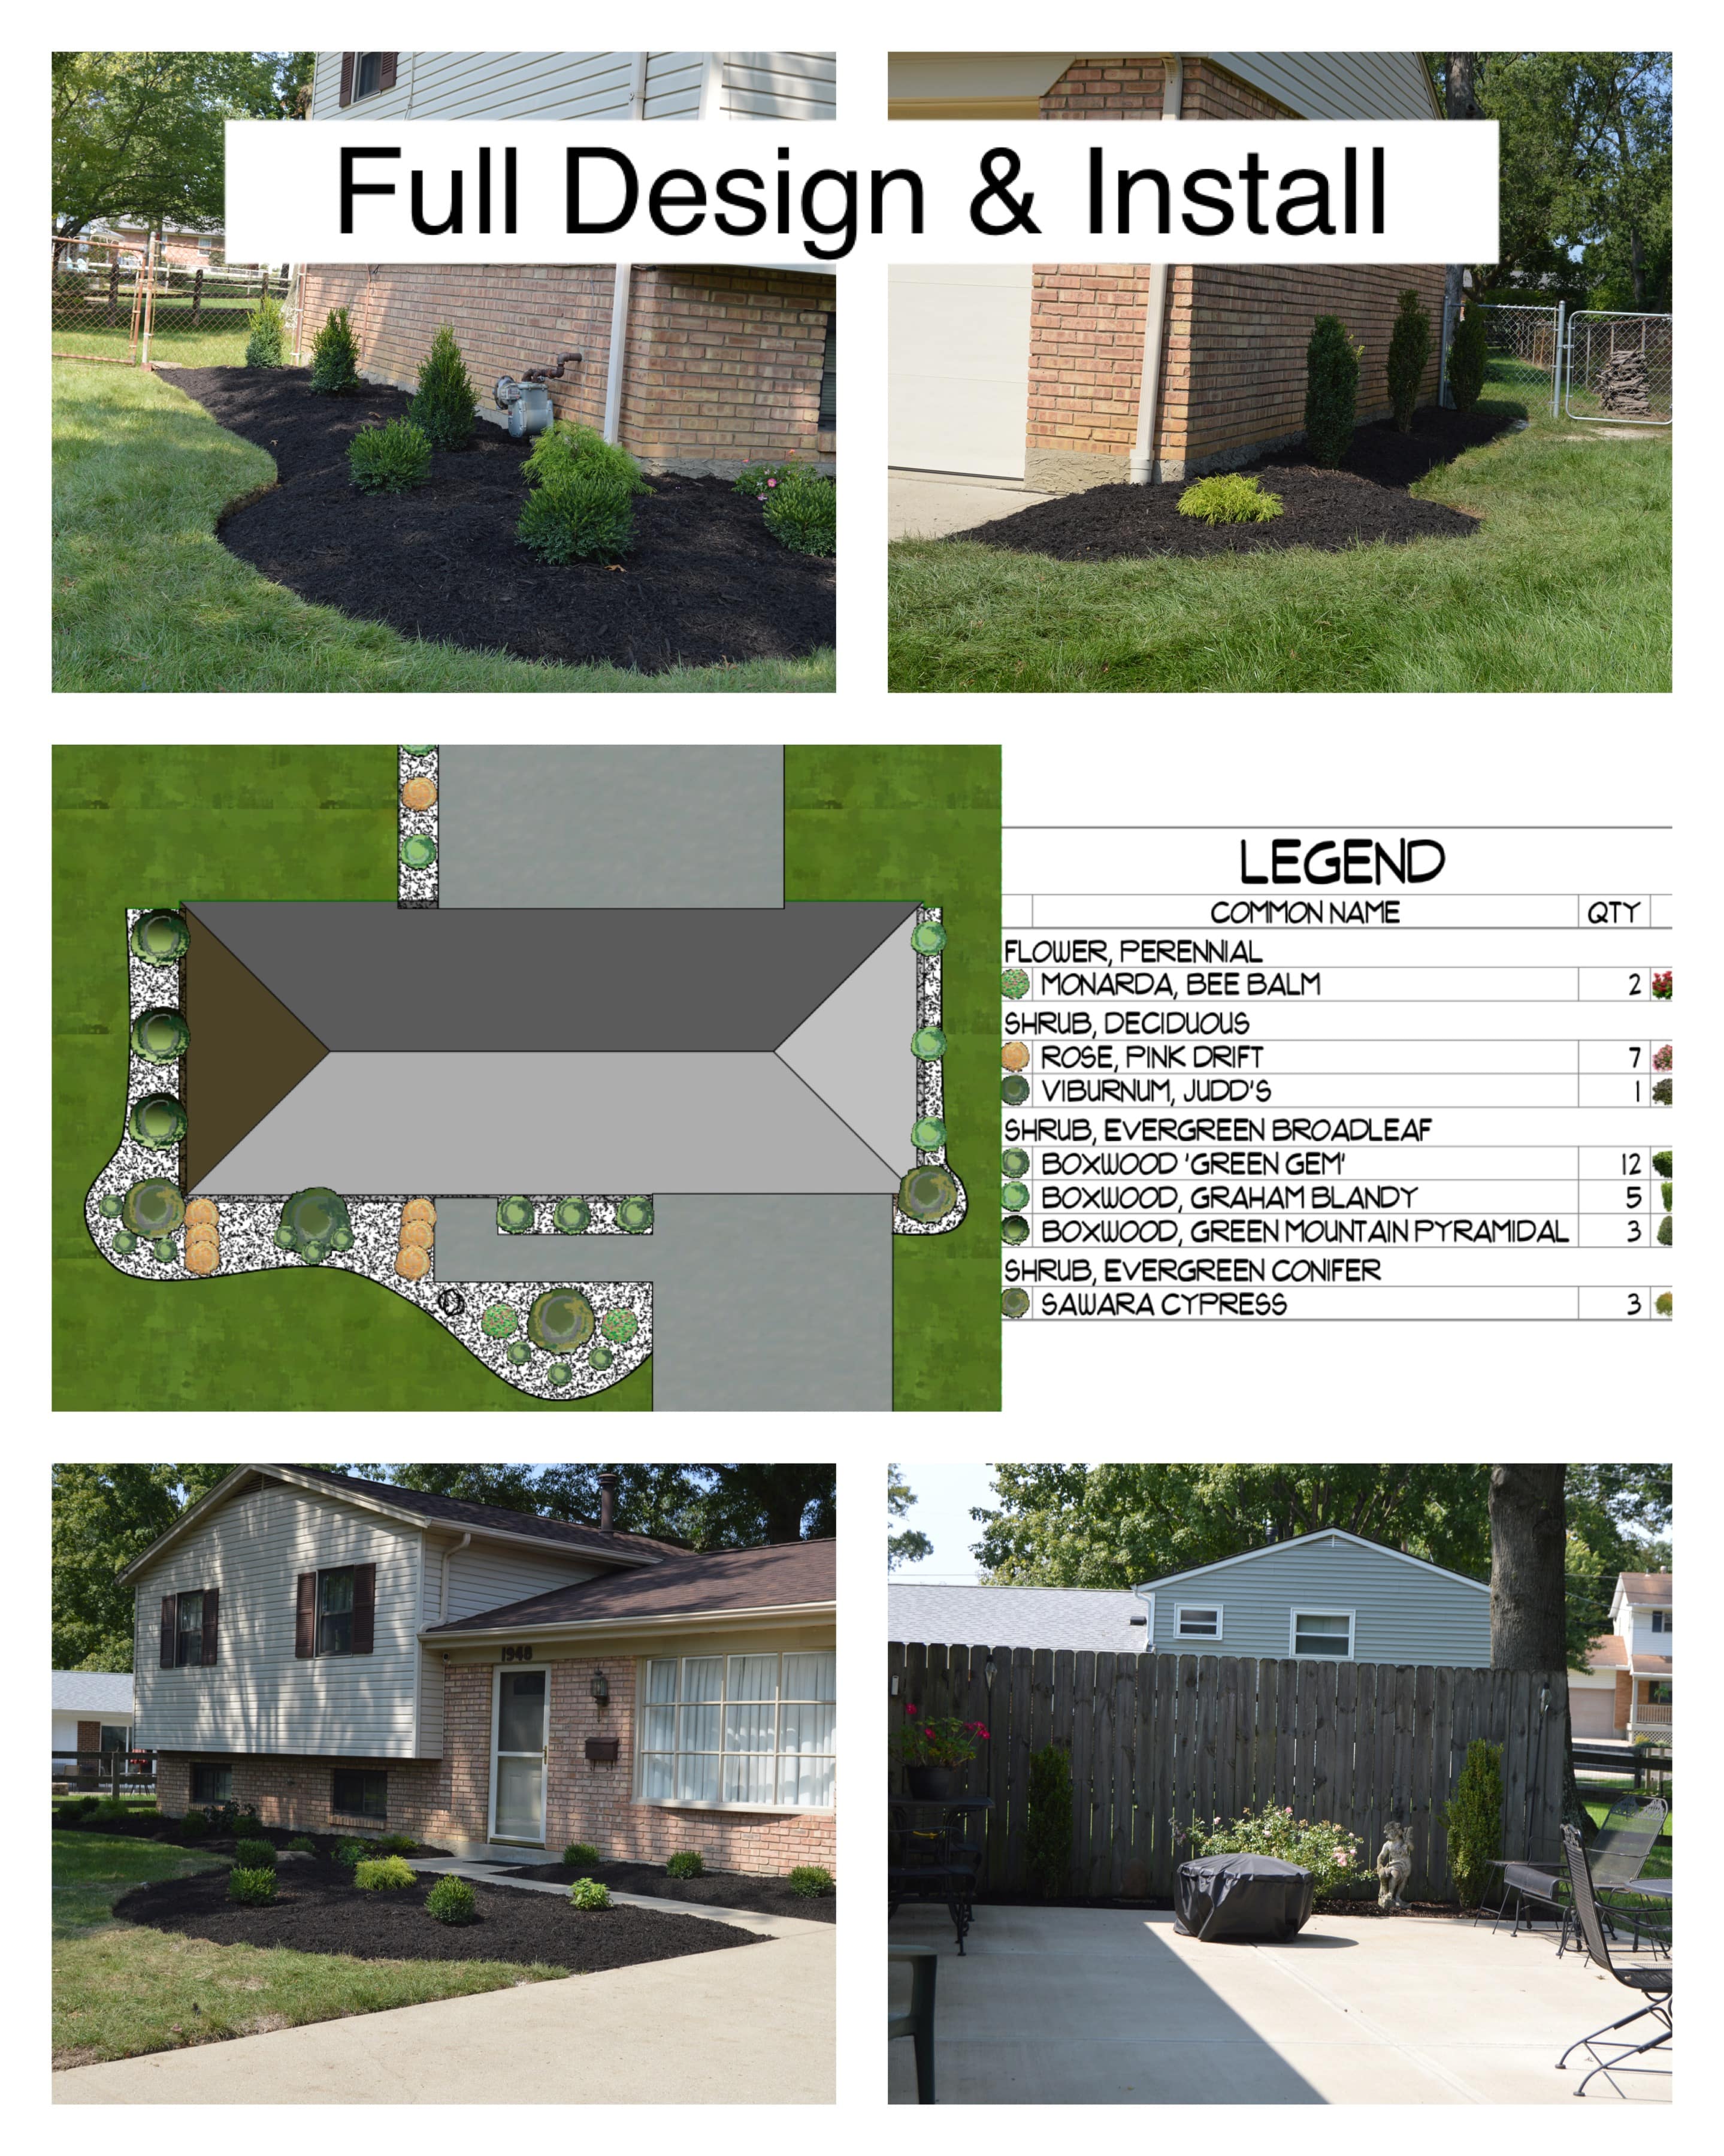 Full Design & Install
LEGEND
COMMON NAME QTY
FLOWER, PERENNIAL
MONARDA, BEE BALM 2
SHRUB, DECIDUOUS
ROSE, PINK DRIFT 7
VIBURNUM, JUDD'S 1
SHRUB, EVERGREEN BROADLEAF
BOXWOOD 'GREEN GEM' 12
BOXWOOD, GRAHAM BLANDY 5
BOXWOOD, GREEN MOUNTAIN PYRAMIDAL 3
SHRUB, EVERGREEN CONIFER
SAWARA CYPRESS 3
1948